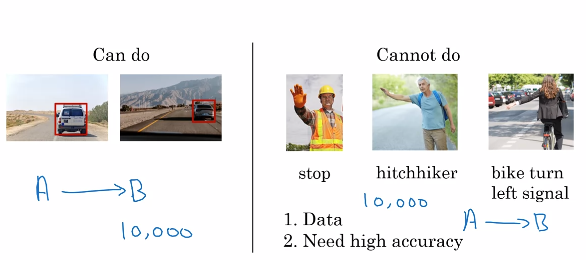 Can do
Cannot do
A → B
10,000
stop
hitchhiker
bike turn
left signal
10,000
1. Data
A → B
2. Need high accuracy